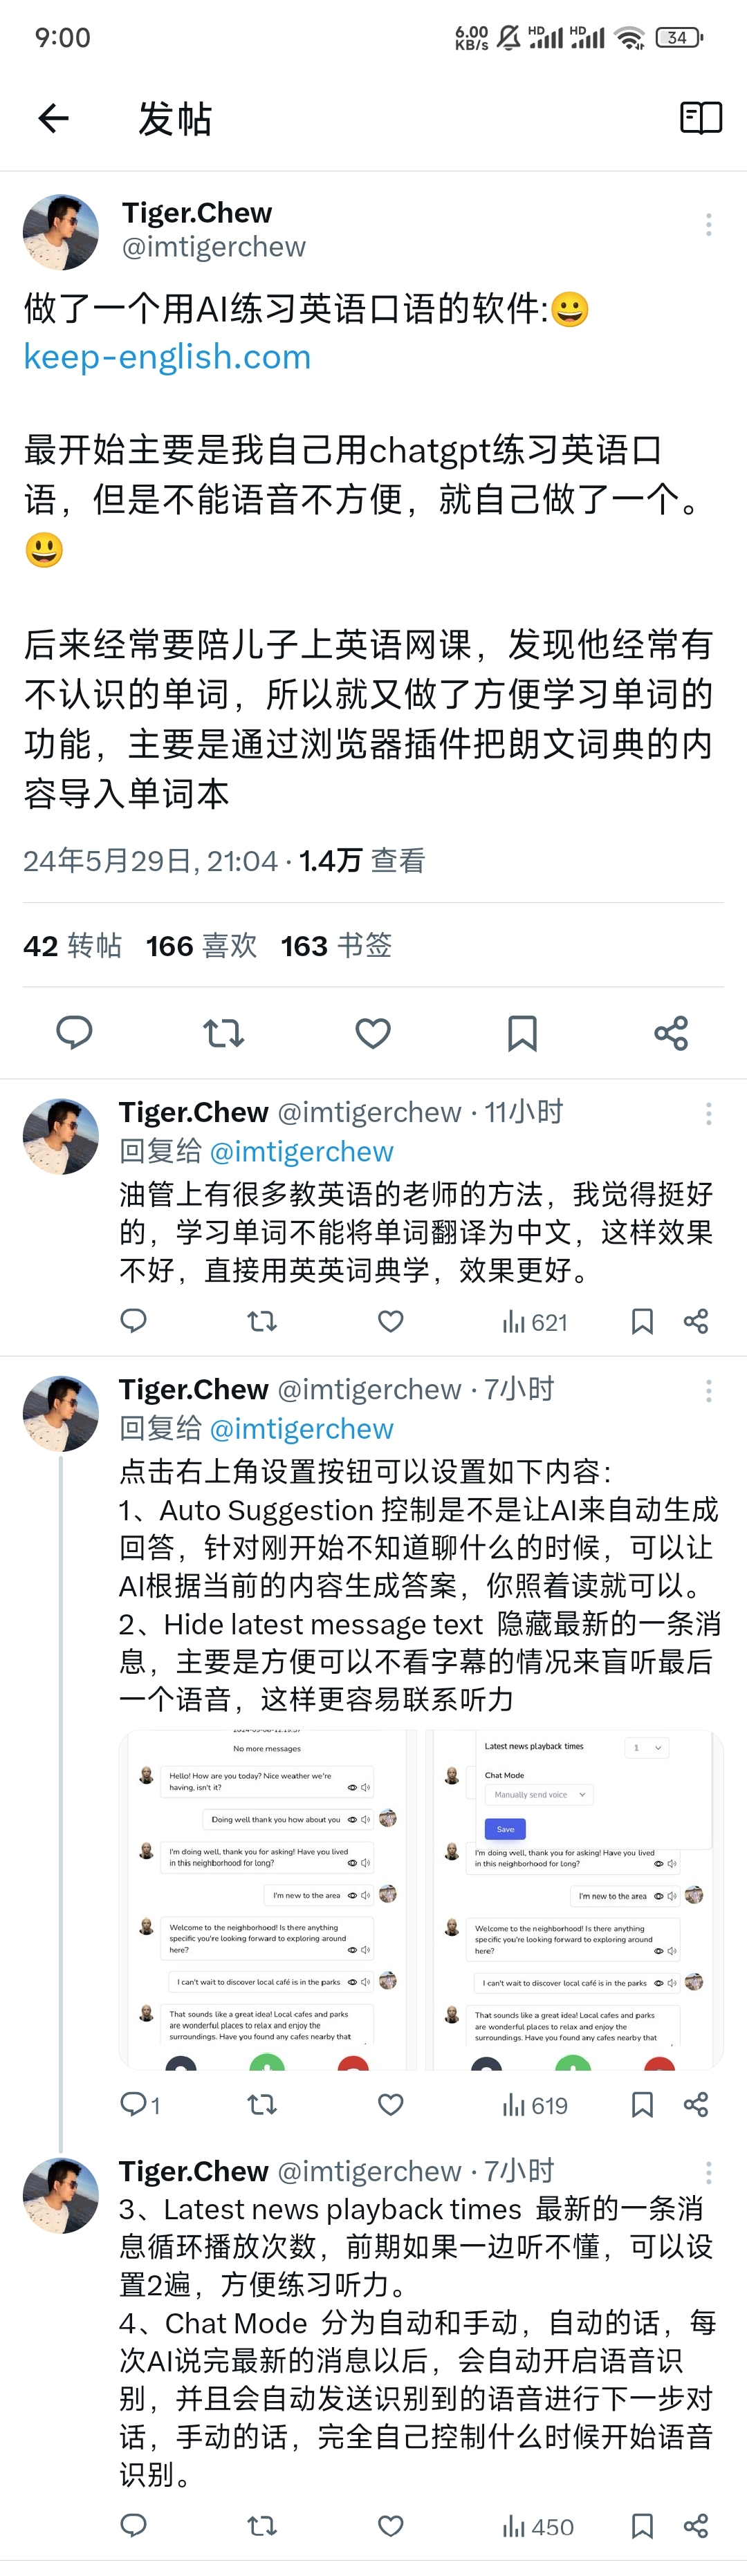 9:00
6.00
KB/s
HD
HD
34
发帖
Tiger.Chew
@imtigerchew
做了一个用AI练习英语口语的软件:😀
keep-english.com
最开始主要是我自己用chatgpt练习英语口
语，但是不能语音不方便，就自己做了一个。
😃
后来经常要陪儿子上英语网课，发现他经常有
不认识的单词，所以就又做了方便学习单词的
功能，主要是通过浏览器插件把朗文词典的内
容导入单词本
24年5月29日, 21:04 · 1.4万 查看
42 转帖 166 喜欢 163 书签
Tiger.Chew @imtigerchew · 11小时
回复给 @imtigerchew
油管上有很多教英语的老师的方法，我觉得挺好
的，学习单词不能将单词翻译为中文，这样效果
不好，直接用英英词典学，效果更好。
621
Tiger.Chew @imtigerchew · 7小时
回复给 @imtigerchew
点击右上角设置按钮可以设置如下内容：
1、Auto Suggestion 控制是不是让AI来自动生成
回答，针对刚开始不知道聊什么的时候，可以让
AI根据当前的内容生成答案，你照着读就可以。
2、Hide latest message text 隐藏最新的一条消
息，主要是方便可以不看字幕的情况来盲听最后
一个语音，这样更容易联系听力
No more messages
Hello! How are you today? Nice weather we're
having, isn't it?
Doing well thank you how about you
I'm doing well, thank you for asking! Have you lived
in this neighborhood for long?
I'm new to the area
Welcome to the neighborhood! Is there anything
specific you're looking forward to exploring around
here?
I can't wait to discover local café is in the parks
That sounds like a great idea! Local cafes and parks
are wonderful places to relax and enjoy the
surroundings. Have you found any cafes nearby that
Latest news playback times
1
Chat Mode
Manually send voice
Save
I'm doing well, thank you for asking! Have you lived
in this neighborhood for long?
I'm new to the area
Welcome to the neighborhood! Is there anything
specific you're looking forward to exploring around
here?
I can't wait to discover local café is in the parks
That sounds like a great idea! Local cafes and parks
are wonderful places to relax and enjoy the
surroundings. Have you found any cafes nearby that
1
619
Tiger.Chew @imtigerchew · 7小时
3、Latest news playback times 最新的一条消
息循环播放次数，前期如果一边听不懂，可以设
置2遍，方便练习听力。
4、Chat Mode 分为自动和手动，自动的话，每
次AI说完最新的消息以后，会自动开启语音识
别，并且会自动发送识别到的语音进行下一步对
话，手动的话，完全自己控制什么时候开始语音
识别。
450